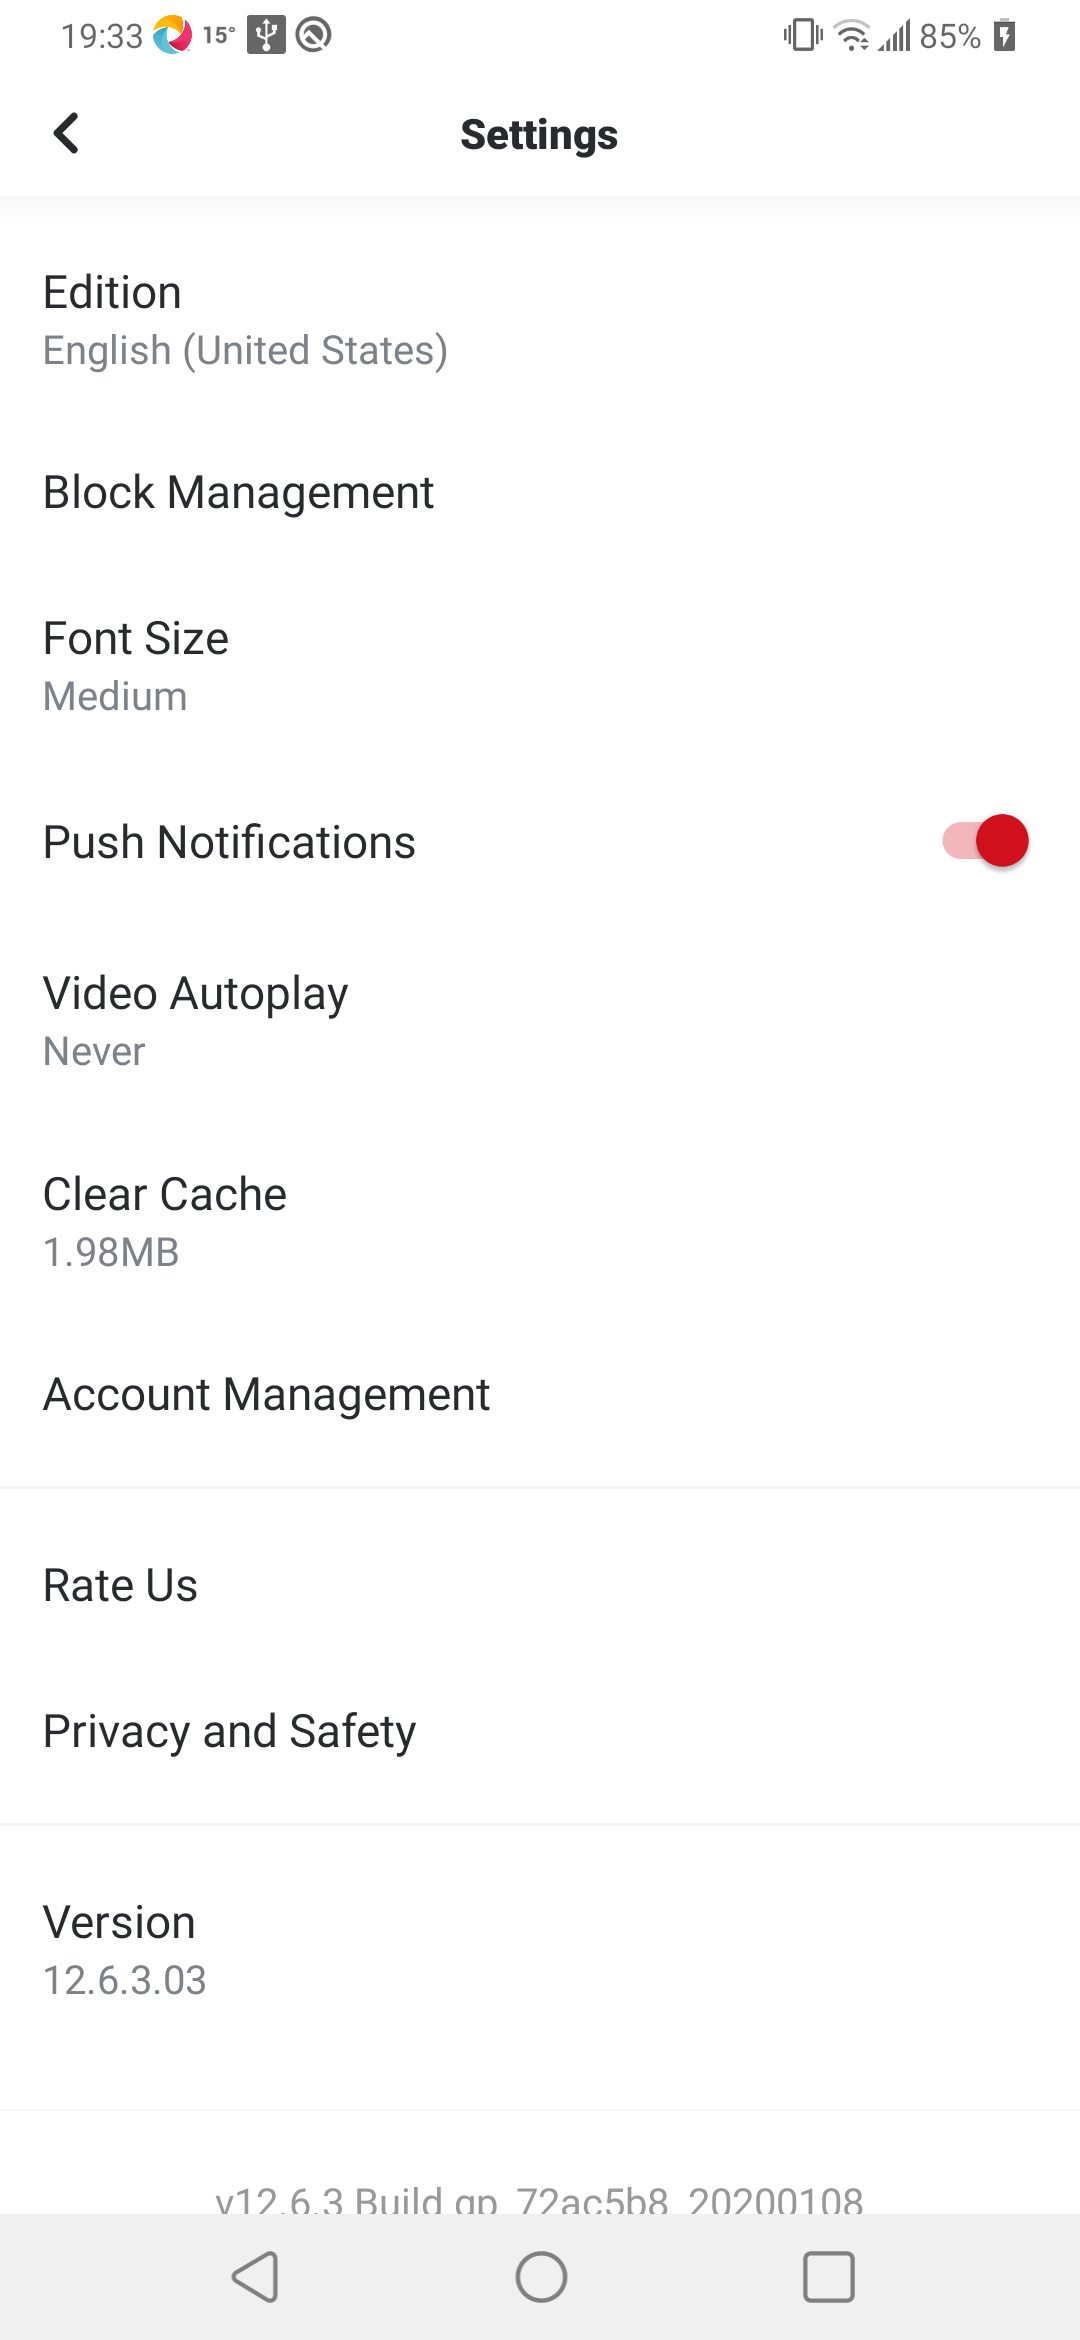 19:33 15° 85%
Settings
Edition
English (United States)
Block Management
Font Size
Medium
Push Notifications
Video Autoplay
Never
Clear Cache
1.98MB
Account Management
Rate Us
Privacy and Safety
Version
12.6.3.03
v12.6.3 Build gp_72ac5b8_20200108